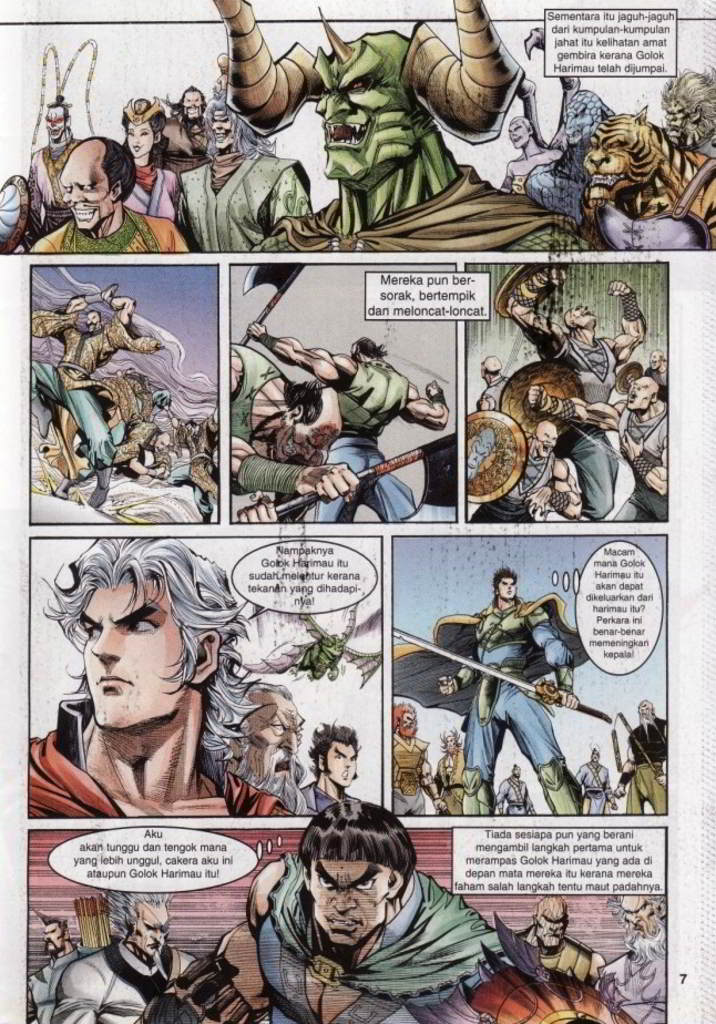 Sementara itu jaguh-jaguh
dari kumpulan-kumpulan
jahat itu kelihatan amat
gembira kerana Golok
Harimau telah dijumpai.
Mereka pun ber-
sorak, bertempik
dan meloncat-loncat.
Nampaknya
Golok Harimau itu
sudah melentur kerana
tekanan yang dihadapi-
nya!
Macam
mana Golok
Harimau itu
akan dapat
dikeluarkan dari
harimau itu?
Perkara ini
benar-benar
memeningkan
kepala!
Aku
akan tunggu dan tengok mana
yang lebih unggul, cakera aku ini
ataupun Golok Harimau itu!
Tiada sesiapa pun yang berani
mengambil langkah pertama untuk
merampas Golok Harimau yang ada di
depan mata mereka itu kerana mereka
faham salah langkah tentu maut padahnya.
7